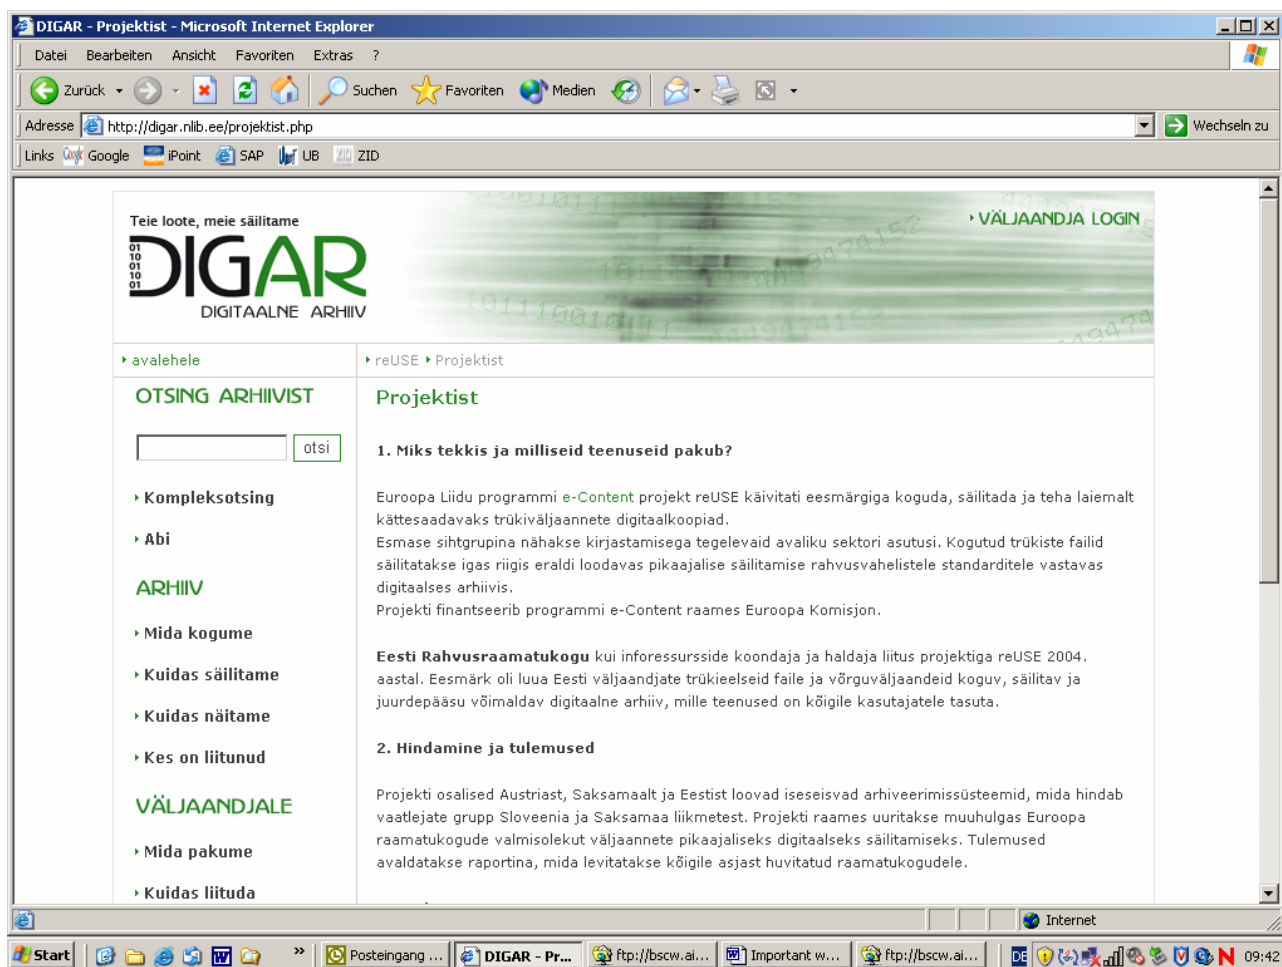 DIGAR - Projektist - Microsoft Internet Explorer
Datei Bearbeiten Ansicht Favoriten Extras ?
Zurück Suchen Favoriten Medien
Adresse http://digar.nlib.ee/projektist.php Wechseln zu
Links Google iPoint SAP UB ZID
Teie loote, meie säilitame
VÄLJAANDJA LOGIN
DIGAR
DIGITAALNE ARHIIV
avalehele
reUSE Projektist
OTSING ARHIIVIST
otsi
Kompleksotsing
Abi
ARHIIV
Mida kogume
Kuidas säilitame
Kuidas näitame
Kes on liitunud
VÄLJAANDJALE
Mida pakume
Kuidas liituda
Projektist
1. Miks tekkis ja milliseid teenuseid pakub?
Euroopa Liidu programmi e-Content projekt reUSE käivitati eesmärgiga koguda, säilitada ja teha laiemalt
kättesaadavaks trükiväljaannete digitaalkoopiad.
Esmase sihtgrupina nähakse kirjastamisega tegelevaid avaliku sektori asutusi. Kogutud trükiste failid
säilitatakse igas riigis eraldi loodavas pikaajalise säilitamise rahvusvahelistele standarditele vastavas
digitaalses arhiivis.
Projekti finantseerib programmi e-Content raames Euroopa Komisjon.
Eesti Rahvusraamatukogu kui inforessursside koondaja ja haldaja liitus projektiga reUSE 2004.
aastal. Eesmärk oli luua Eesti väljaandjate trükieelseid faile ja võrguväljaandeid koguv, säilitav ja
juurdepääsu võimaldav digitaalne arhiiv, mille teenused on kõigile kasutajatele tasuta.
2. Hindamine ja tulemused
Projekti osalised Austriast, Saksamaalt ja Eestist loovad iseseisvad arhiveerimissüsteemid, mida hindab
vaatlejate grupp Sloveenia ja Saksamaa liikmetest. Projekti raames uuritakse muuhulgas Euroopa
raamatukogude valmisolekut väljaannete pikaajaliseks digitaalseks säilitamiseks. Tulemused
avaldatakse raportina, mida levitatakse kõigile asjast huvitatud raamatukogudele.
Internet
Start » Posteingang ... DIGAR - Pr... ftp://bscw.ai... Important w... ftp://bscw.ai... DE 09:42